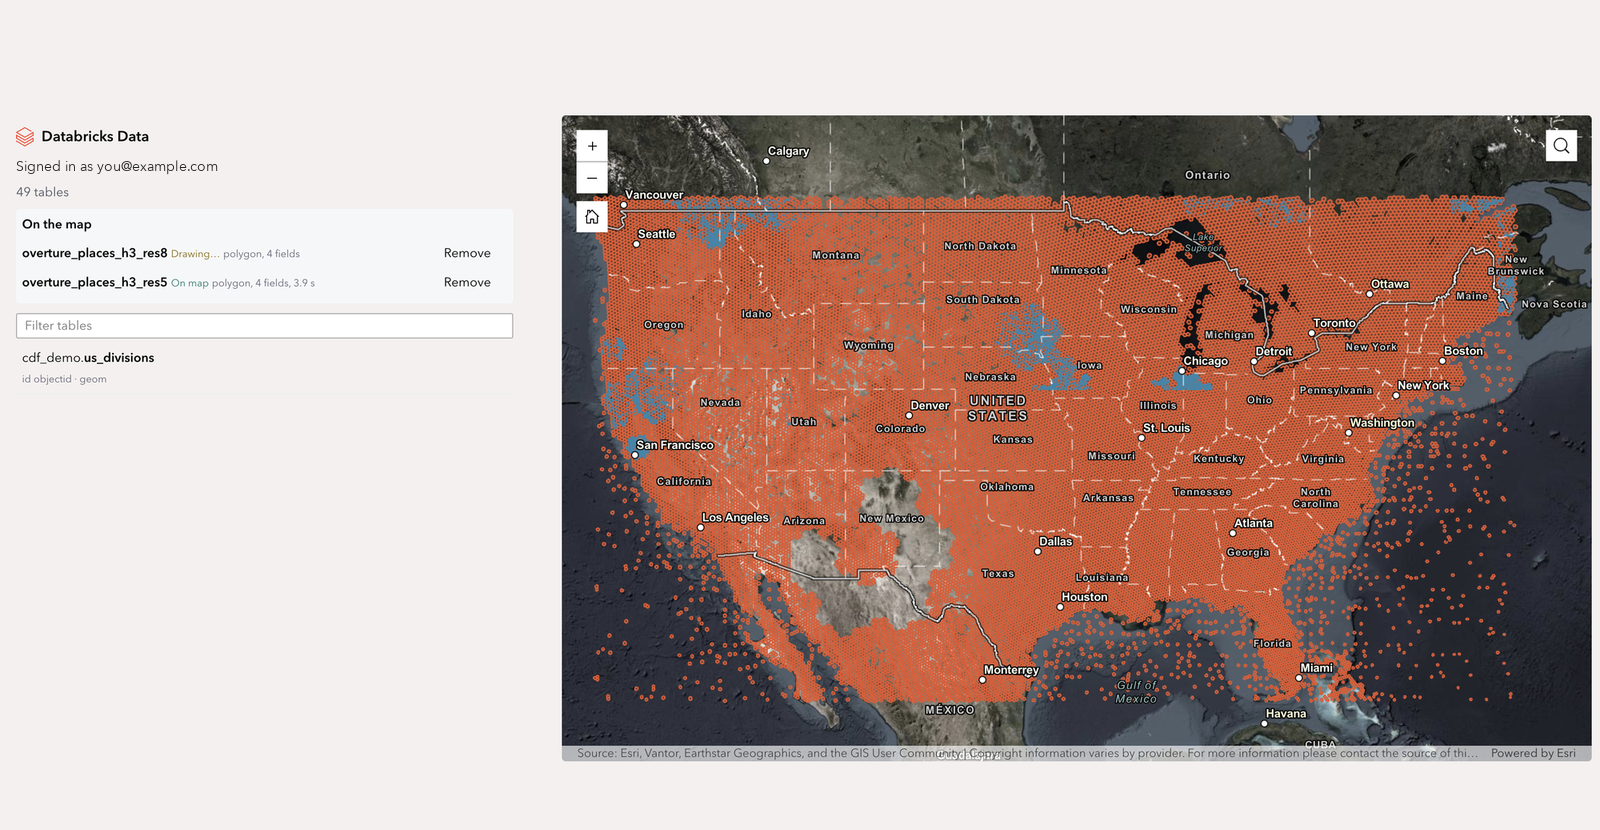 Databricks Data
Signed in as you@example.com
49 tables
On the map
overture_places_h3_res8 Drawing... polygon, 4 fields Remove
overture_places_h3_res5 On map polygon, 4 fields, 3.9 s Remove
Filter tables
cdf_demo.us_divisions
id objectid · geom
+
−
Calgary
Ontario
Vancouver
Seattle
Lake
Superior
North Dakota
Montana
Minnesota
New
Brunswick
Ottawa
Maine
Nova Scotia
South Dakota
Wisconsin
Idaho
Oregon
Toronto
Michigan
Wyoming
New York
Boston
Detroit
Chicago
Iowa
Nebraska
Pennsylvania
New York
Nevada
UNITED
STATES
Denver
Ohio
Illinois
Utah
Colorado
Washington
St. Louis
Kansas
San Francisco
Missouri
Kentucky
Virginia
California
Oklahoma
Arkansas
Tennessee
North
Carolina
Los Angeles
Arizona
New Mexico
Atlanta
Dallas
Georgia
Texas
Louisiana
Houston
Florida
Monterrey
Miami
Gulf of
Mexico
MÉXICO
Havana
CUBA
Source: Esri, Vantor, Earthstar Geographics, and the GIS User Community | Copyright information varies by provider. For more information please contact the source of thi... Powered by Esri